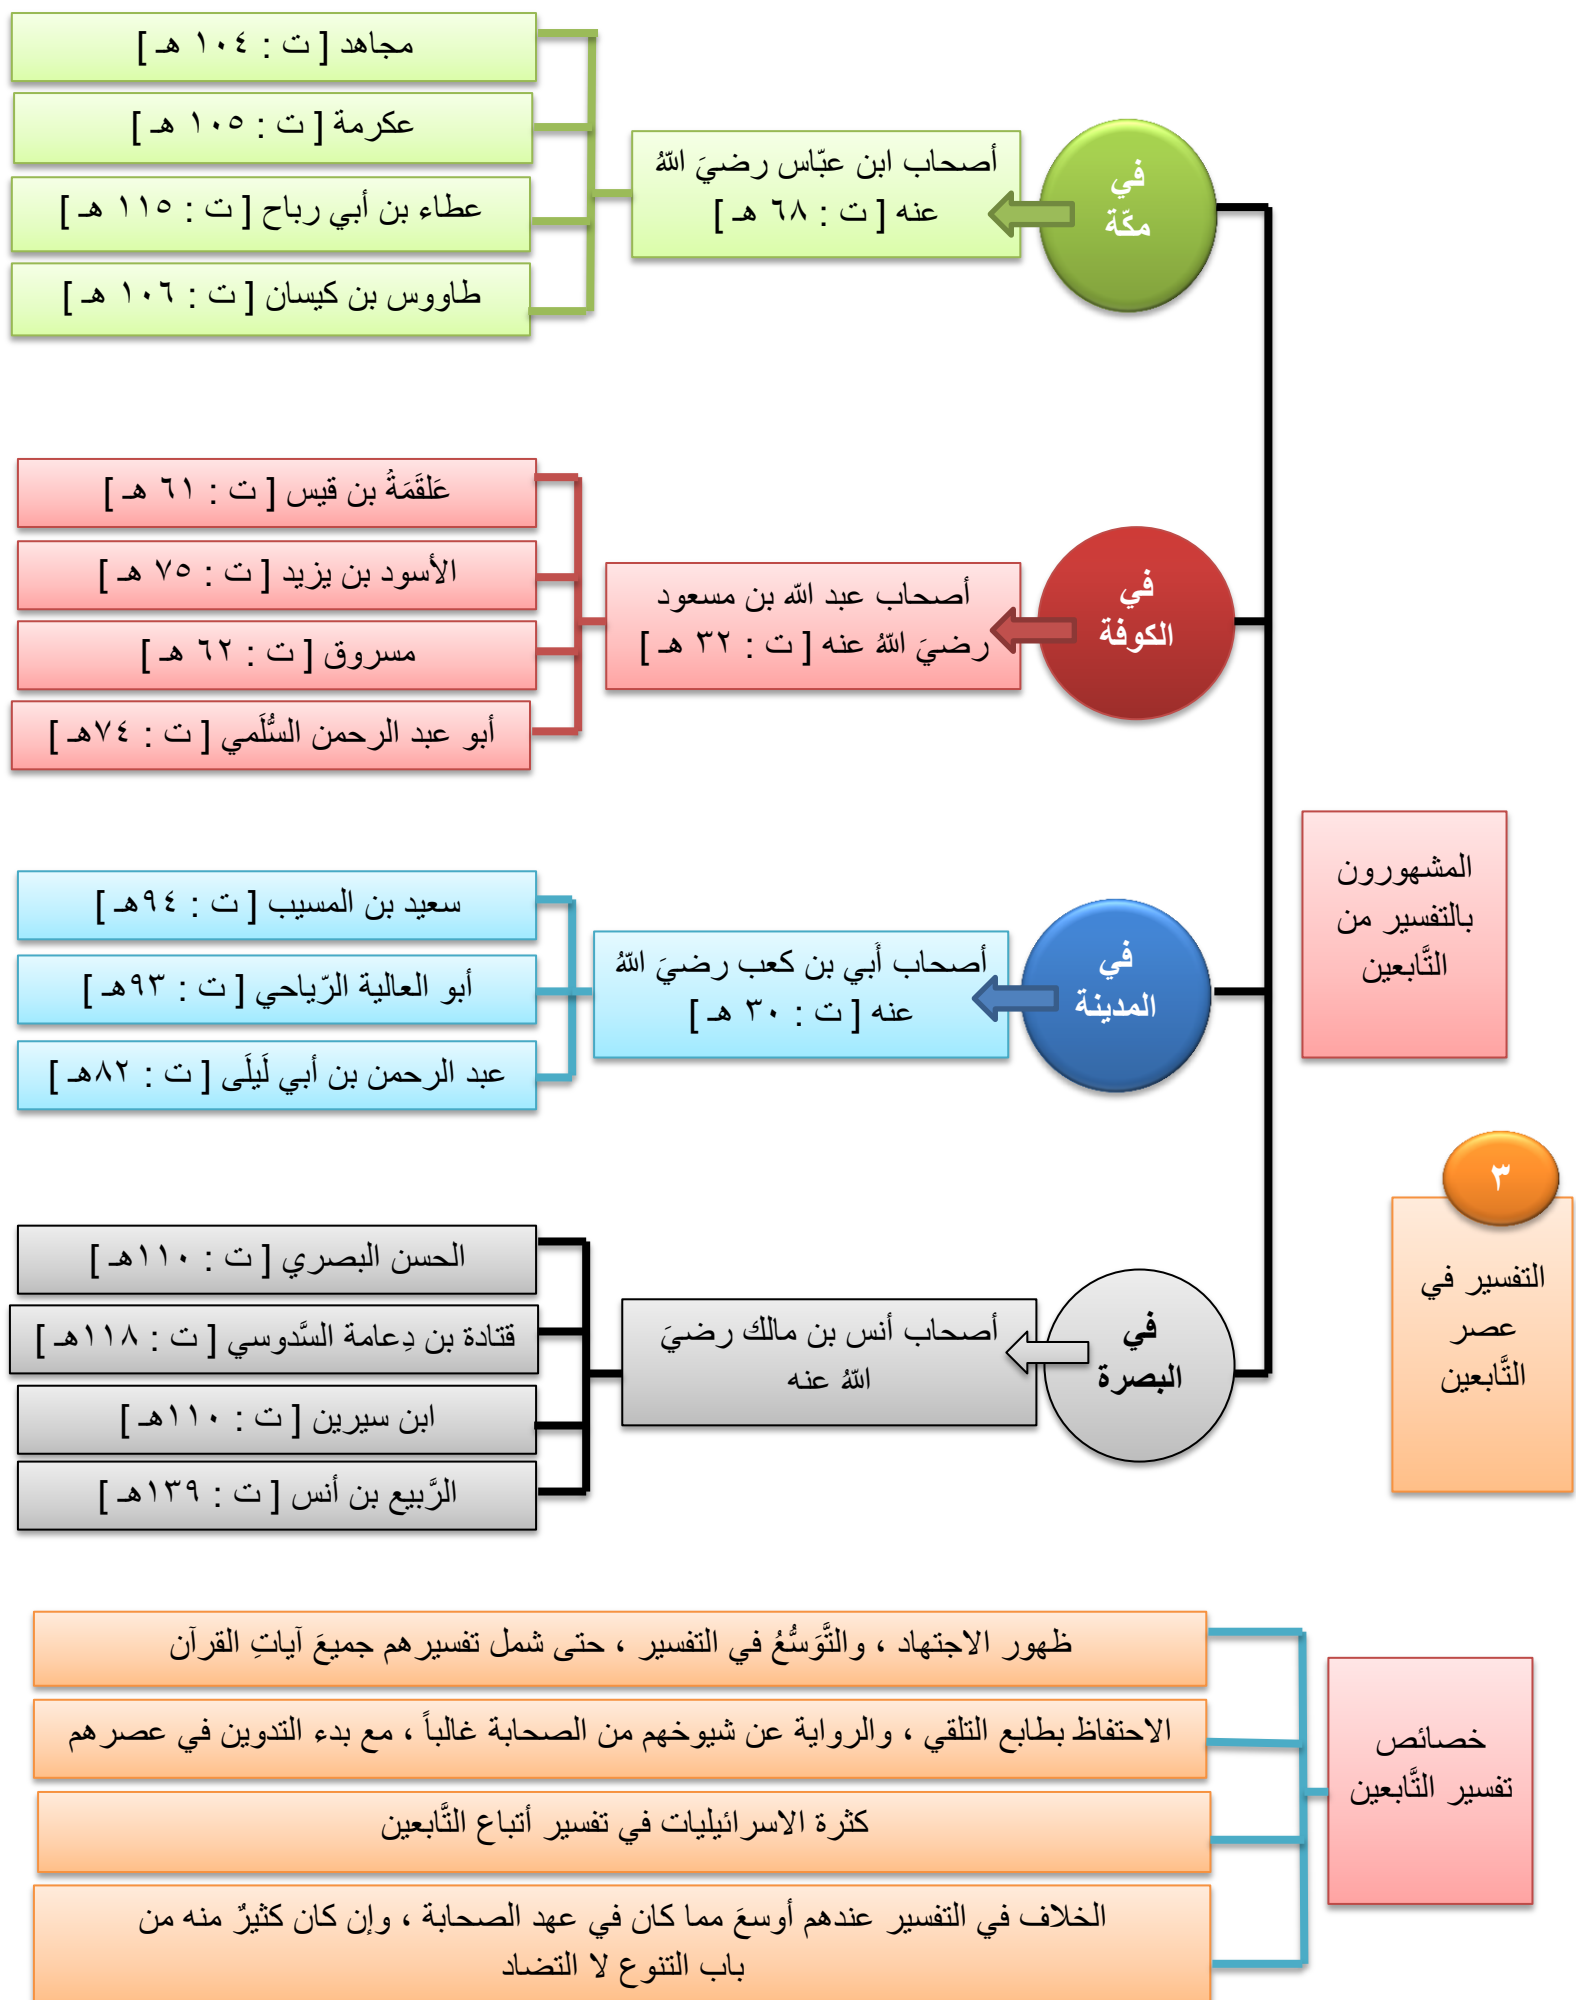 ٣
التفسير في
عصر
التَّابعين
المشهورون
بالتفسير من
التَّابعين
في
مكّة
أصحاب ابن عبّاس رضيَ اللهُ
عنه [ ت : ٦٨ هـ ]
مجاهد [ ت : ١٠٤ هـ ]
عكرمة [ ت : ١٠٥ هـ ]
عطاء بن أبي رباح [ ت : ١١٥ هـ ]
طاووس بن كيسان [ ت : ١٠٦ هـ ]
في
الكوفة
أصحاب عبد الله بن مسعود
رضيَ اللهُ عنه [ ت : ٣٢ هـ ]
عَلقَمَةُ بن قيس [ ت : ٦١ هـ ]
الأسود بن يزيد [ ت : ٧٥ هـ ]
مسروق [ ت : ٦٢ هـ ]
أبو عبد الرحمن السُّلَمي [ ت : ٧٤هـ ]
في
المدينة
أصحاب أَبي بن كعب رضيَ اللهُ
عنه [ ت : ٣٠ هـ ]
سعيد بن المسيب [ ت : ٩٤هـ ]
أبو العالية الرّياحي [ ت : ٩٣هـ ]
عبد الرحمن بن أبي لَيلَى [ ت : ٨٢هـ ]
في
البصرة
أصحاب أنس بن مالك رضيَ
اللهُ عنه
الحسن البصري [ ت : ١١٠هـ ]
قتادة بن دِعامة السَّدوسي [ ت : ١١٨هـ ]
ابن سيرين [ ت : ١١٠هـ ]
الرَّبيع بن أنس [ ت : ١٣٩هـ ]
خصائص
تفسير التَّابعين
ظهور الاجتهاد ، والتَّوَسُّعُ في التفسير ، حتى شمل تفسيرهم جميعَ آياتِ القرآن
الاحتفاظ بطابع التلقي ، والرواية عن شيوخهم من الصحابة غالباً ، مع بدء التدوين في عصرهم
كثرة الاسرائيليات في تفسير أتباع التَّابعين
الخلاف في التفسير عندهم أوسعَ مما كان في عهد الصحابة ، وإن كان كثيرٌ منه من
باب التنوع لا التضاد